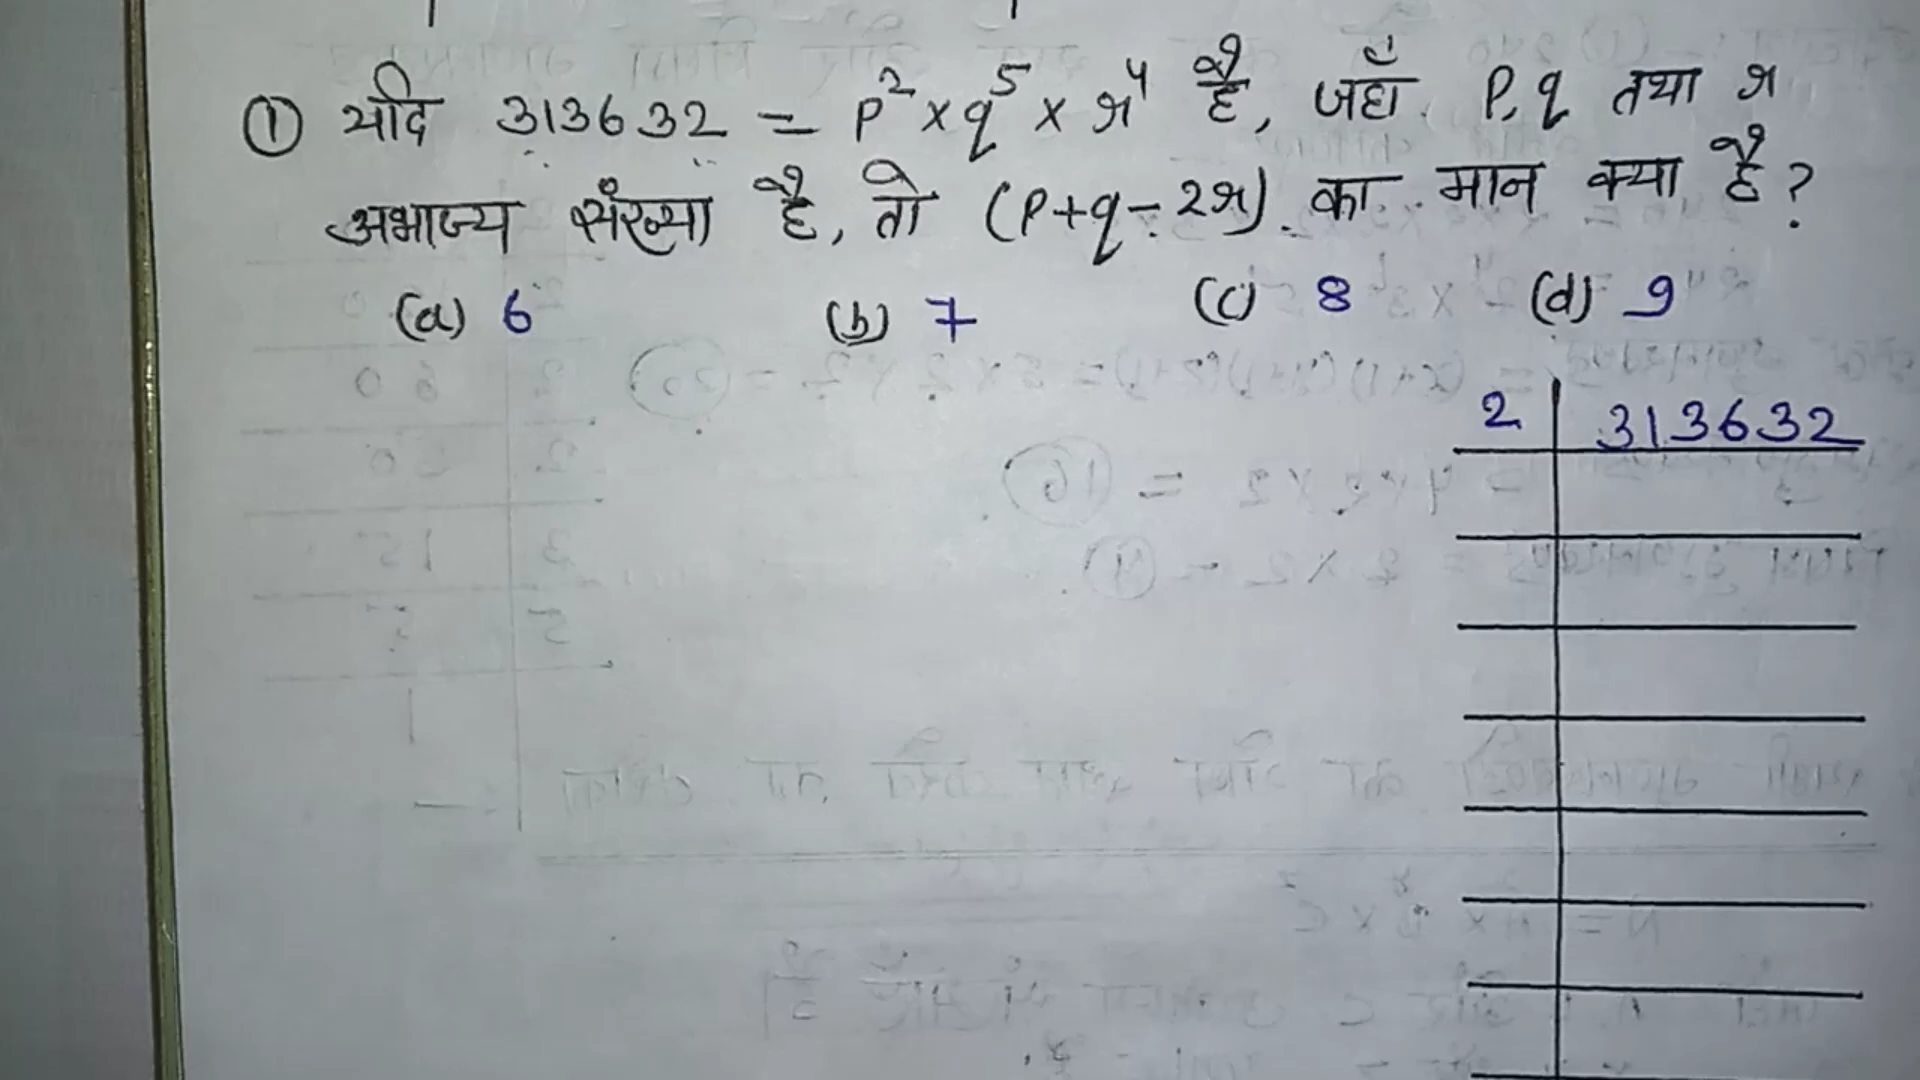 ① यदि 313632 = p² × q⁵ × r⁴ है, जहाँ P, q तथा r
अभाज्य संख्या है, तो (p+q-2r) का मान क्या है?
(a) 6 (b) 7 (c) 8 (d) 9
2 | 313632